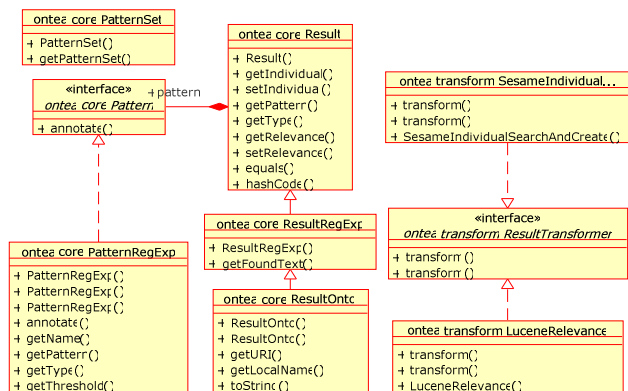 ontea core PatternSet
+ PatternSet()
+ getPatternSet()
«interface»
ontea core Pattern
+ annotate()
+pattern
ontea core Result
+ Result()
+ getIndividual()
+ setIndividual()
+ getPattern()
+ getType()
+ getRelevance()
+ setRelevance()
+ equals()
+ hashCode()
ontea transform SesameIndividual...
+ transform()
+ transform()
+ SesameIndividualSearchAndCreate()
ontea core ResultRegExp
+ ResultRegExp()
+ getFoundText()
«interface»
ontea transform ResultTransformer
+ transform()
+ transform()
ontea core PatternRegExp
+ PatternRegExp()
+ PatternRegExp()
+ PatternRegExp()
+ annotate()
+ getName()
+ getPattern()
+ getType()
+ getThreshold()
ontea core ResultOnto
+ ResultOnto()
+ ResultOnto()
+ getURI()
+ getLocalName()
+ toString()
ontea transform LuceneRelevance
+ transform()
+ transform()
+ LuceneRelevance()